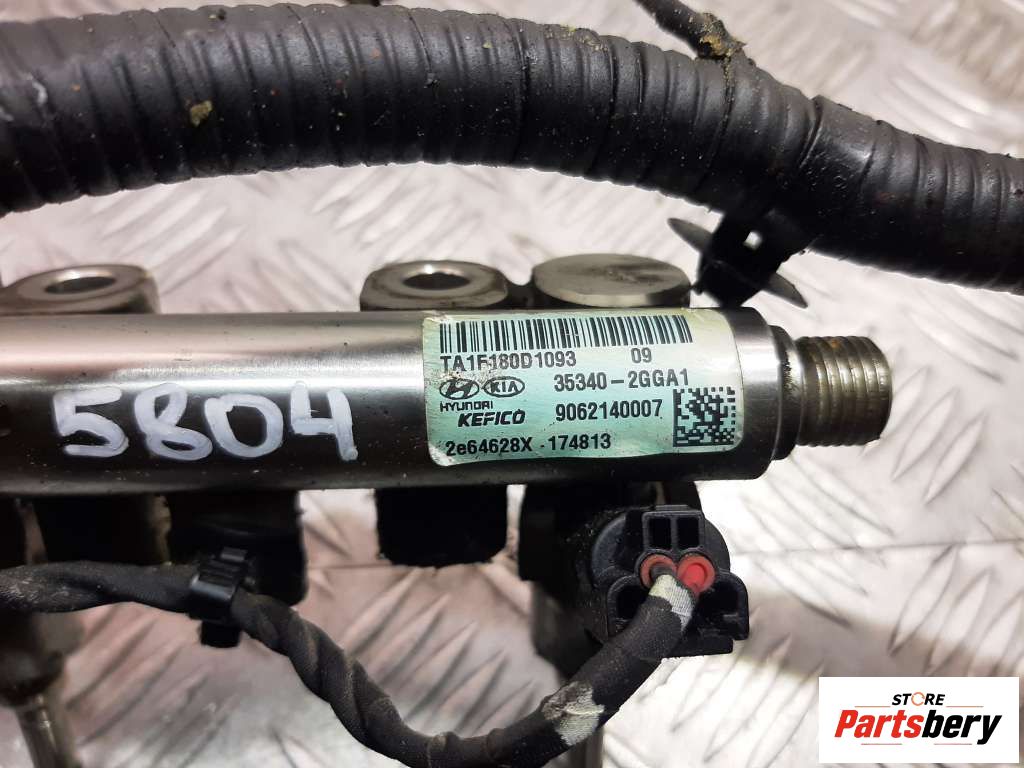 TA1F180D1093 09
35340-2GGA1
HYUNDAI KIA
KEFICO 9062140007
2e64628X -174813
5804
STORE
Partsbery